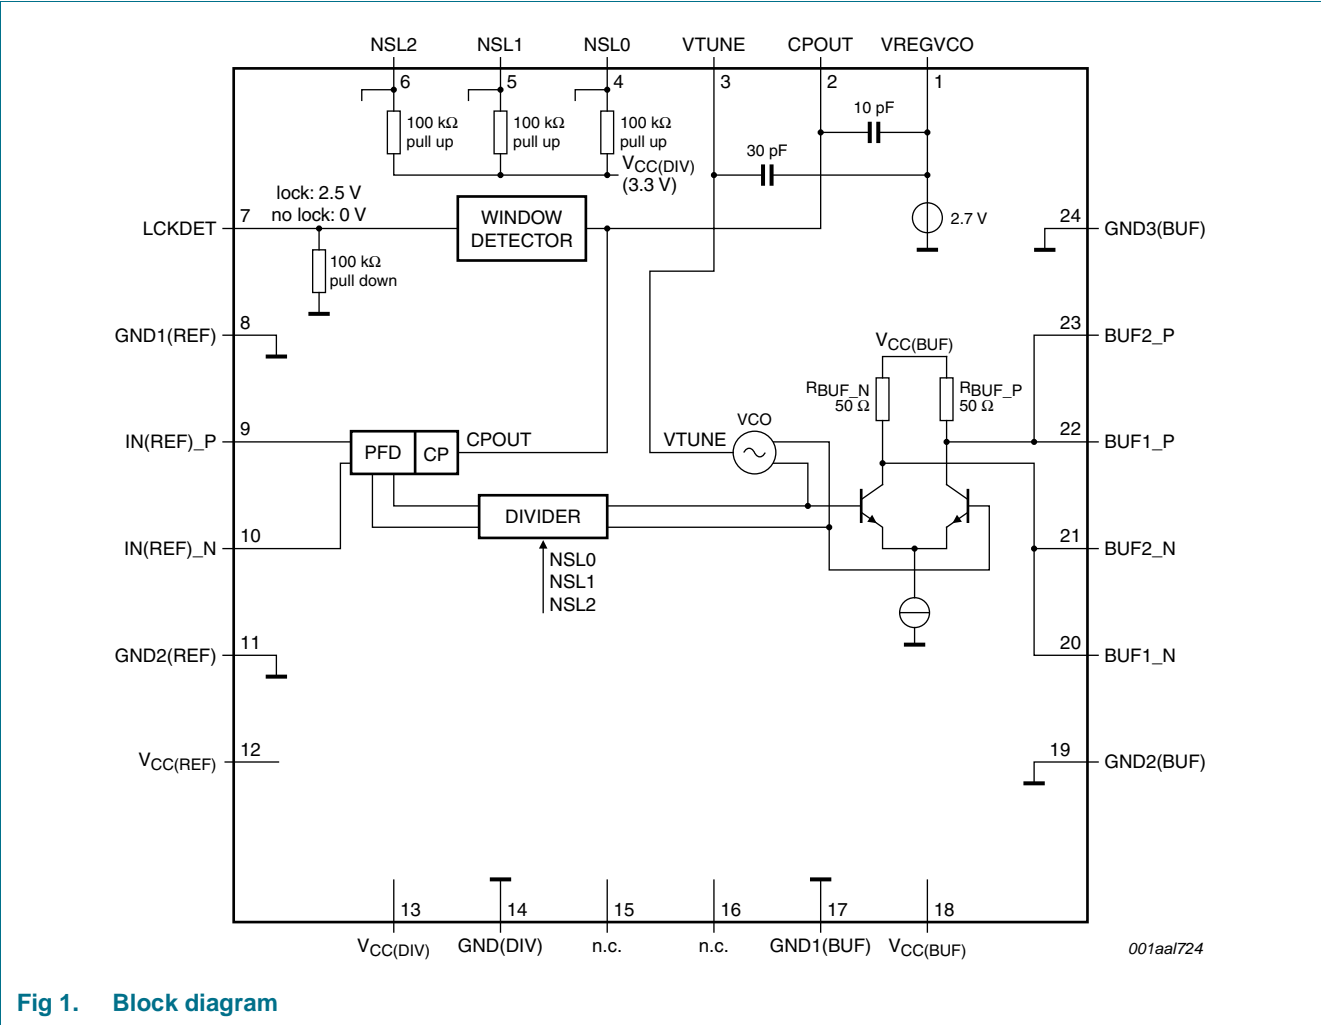 NSL2 NSL1 NSL0 VTUNE CPOUT VREGVCO
6 5 4 3 2 1
10 pF
100 kΩ 100 kΩ 100 kΩ
pull up pull up pull up
30 pF
VCC(DIV)
(3.3 V)
lock: 2.5 V
no lock: 0 V
LCKDET 7
WINDOW
DETECTOR
2.7 V
24 GND3(BUF)
100 kΩ
pull down
GND1(REF) 8
23 BUF2_P
VCC(BUF)
RBUF_N RBUF_P
50 Ω 50 Ω
VCO
IN(REF)_P 9
PFD CP CPOUT
VTUNE
22 BUF1_P
DIVIDER
IN(REF)_N 10
21 BUF2_N
NSL0
NSL1
NSL2
GND2(REF) 11
20 BUF1_N
VCC(REF) 12
19 GND2(BUF)
13 14 15 16 17 18
VCC(DIV) GND(DIV) n.c. n.c. GND1(BUF) VCC(BUF)
001aal724
Fig 1. Block diagram